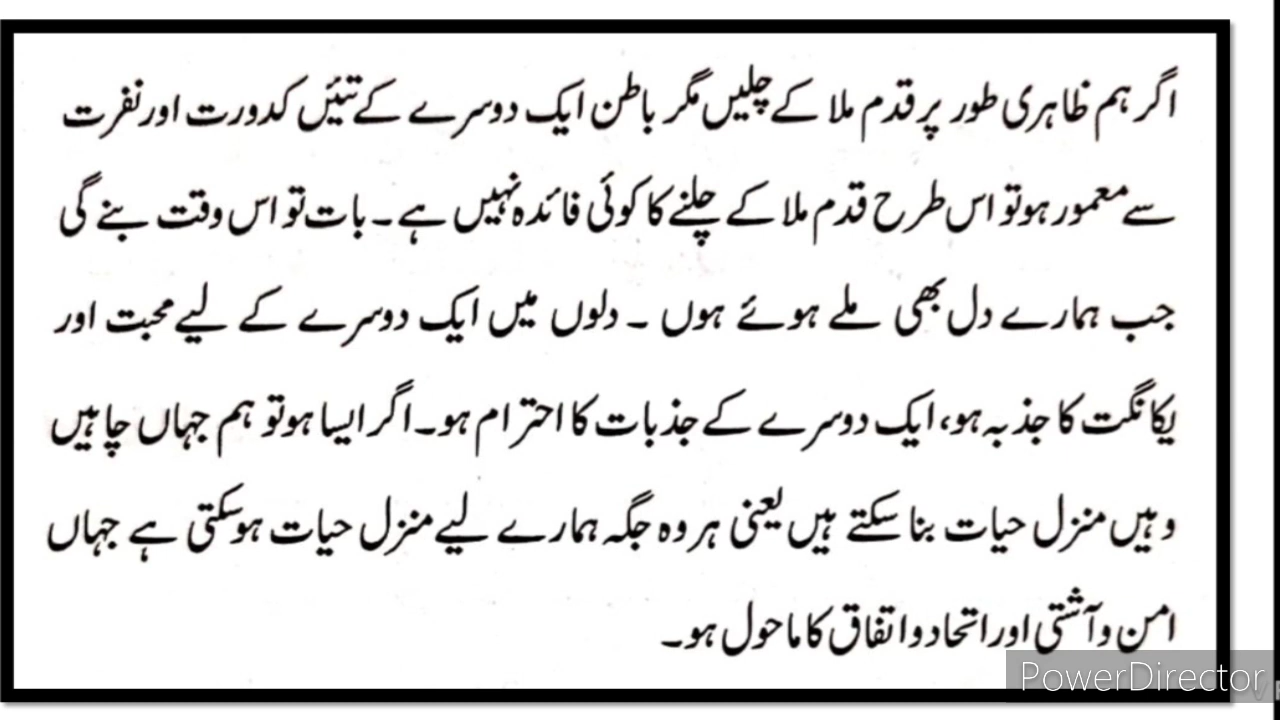 اگر ہم ظاہری طور پر قدم ملا کے چلیں مگر باطن ایک دوسرے کے تئیں کدورت اور نفرت
سے معمور ہو تو اس طرح قدم ملا کے چلنے کا کوئی فائدہ نہیں ہے۔ بات تو اس وقت بنے گی
جب ہمارے دل بھی ملے ہوئے ہوں ۔ دلوں میں ایک دوسرے کے لیے محبت اور
یکانگت کا جذبہ ہو، ایک دوسرے کے جذبات کا احترام ہو۔ اگر ایسا ہو تو ہم جہاں چاہیں
وہیں منزل حیات بنا سکتے ہیں یعنی ہر وہ جگہ ہمارے لیے منزل حیات ہوسکتی ہے جہاں
امن و آشتی اور اتحاد و اتفاق کا ماحول ہو۔
PowerDirector